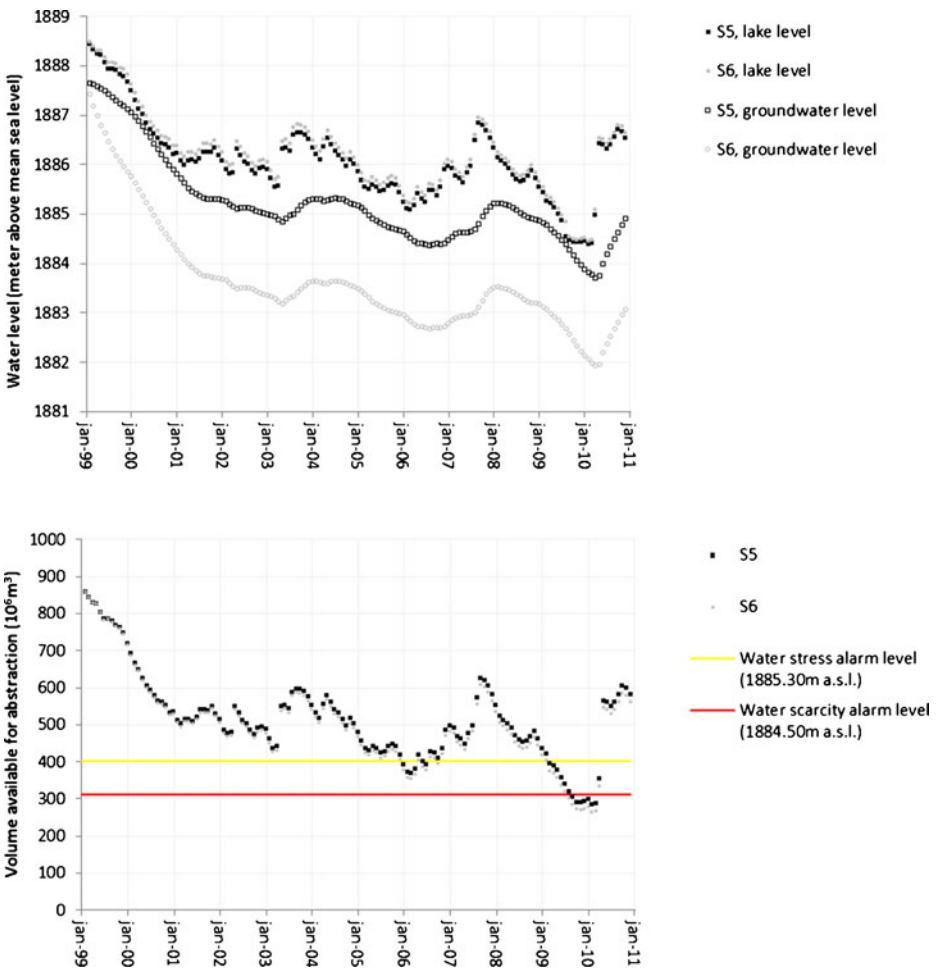 Water level (meter above mean sea level)
1889
1888
1887
1886
1885
1884
1883
1882
1881
jan-99
jan-00
jan-01
jan-02
jan-03
jan-04
jan-05
jan-06
jan-07
jan-08
jan-09
jan-10
jan-11
S5, lake level
S6, lake level
S5, groundwater level
S6, groundwater level
Volume available for abstraction (10⁶m³)
1000
900
800
700
600
500
400
300
200
100
0
jan-99
jan-00
jan-01
jan-02
jan-03
jan-04
jan-05
jan-06
jan-07
jan-08
jan-09
jan-10
jan-11
S5
S6
Water stress alarm level
(1885.30m a.s.l.)
Water scarcity alarm level
(1884.50m a.s.l.)